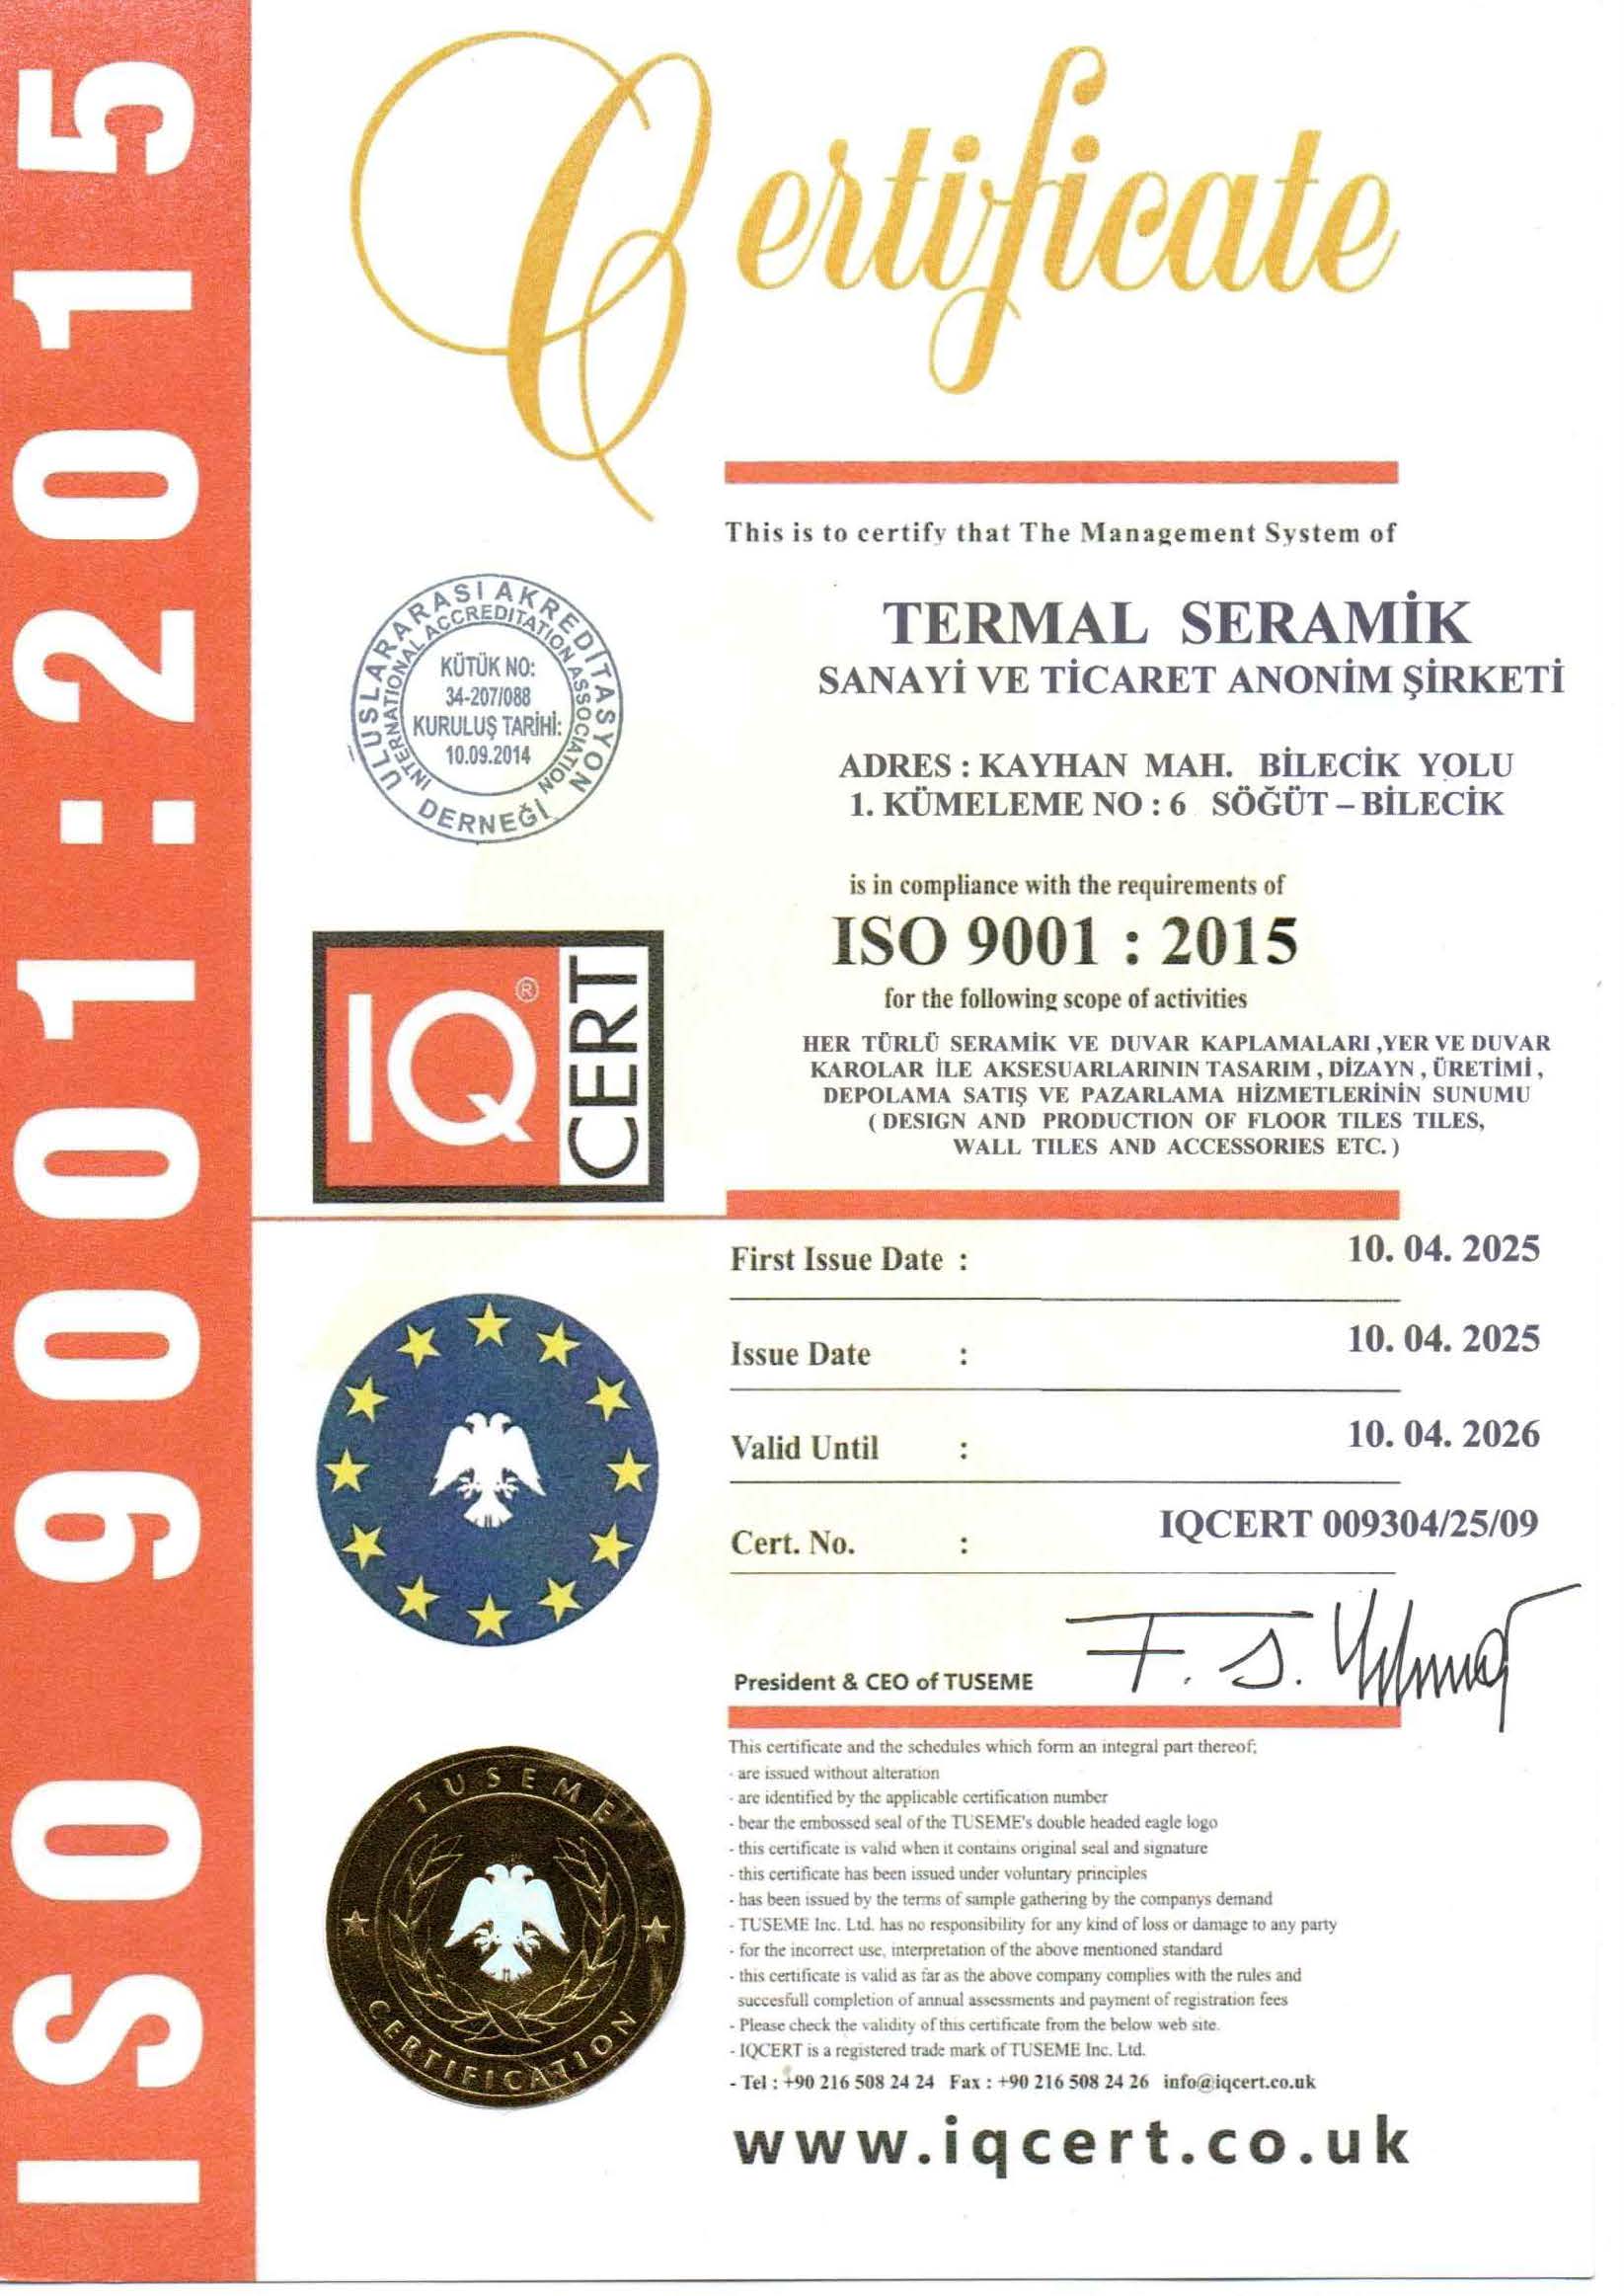 ISO 9001:2015
Certificate
This is to certify that The Management System of
TERMAL SERAMİK
SANAYİ VE TİCARET ANONİM ŞİRKETİ
ADRES : KAYHAN MAH. BİLECİK YOLU
1. KÜMELEME NO : 6 SÖĞÜT – BİLECİK
ULUSLARARASI AKREDİTASYON DERNEĞİ
INTERNATIONAL ACCREDITATION ASSOCIATION
KÜTÜK NO:
34-207/088
KURULUŞ TARİHİ:
10.09.2014
is in compliance with the requirements of
ISO 9001 : 2015
for the following scope of activities
HER TÜRLÜ SERAMİK VE DUVAR KAPLAMALARI ,YER VE DUVAR
KAROLAR İLE AKSESUARLARININ TASARIM , DİZAYN , ÜRETİMİ ,
DEPOLAMA SATIŞ VE PAZARLAMA HİZMETLERİNİN SUNUMU
( DESIGN AND PRODUCTION OF FLOOR TILES TILES,
WALL TILES AND ACCESSORIES ETC. )
IQ®
CERT
First Issue Date : 10. 04. 2025
Issue Date : 10. 04. 2025
Valid Until : 10. 04. 2026
Cert. No. : IQCERT 009304/25/09
President & CEO of TUSEME
TUSEME
CERTIFICATION
This certificate and the schedules which form an integral part thereof;
- are issued without alteration
- are identified by the applicable certification number
- bear the embossed seal of the TUSEME's double headed eagle logo
- this certificate is valid when it contains original seal and signature
- this certificate has been issued under voluntary principles
- has been issued by the terms of sample gathering by the companys demand
- TUSEME Inc. Ltd. has no responsibility for any kind of loss or damage to any party
- for the incorrect use, interpretation of the above mentioned standard
- this certificate is valid as far as the above company complies with the rules and
succesfull completion of annual assessments and payment of registration fees
- Please check the validity of this certificate from the below web site.
- IQCERT is a registered trade mark of TUSEME Inc. Ltd.
- Tel : +90 216 508 24 24 Fax : +90 216 508 24 26 info@iqcert.co.uk
www.iqcert.co.uk